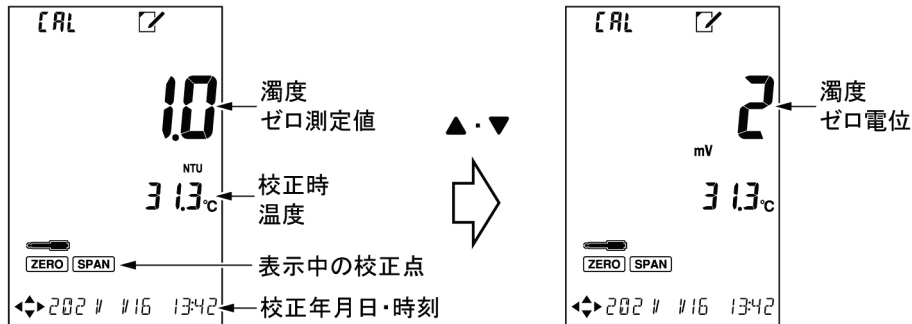 CAL
1.0
濁度
ゼロ測定値
NTU
31.3℃
校正時
温度
ZERO SPAN
表示中の校正点
2021/ 1/16 13:42
校正年月日・時刻
▲・▼
CAL
2
濁度
ゼロ電位
mV
31.3℃
ZERO SPAN
2021/ 1/16 13:42